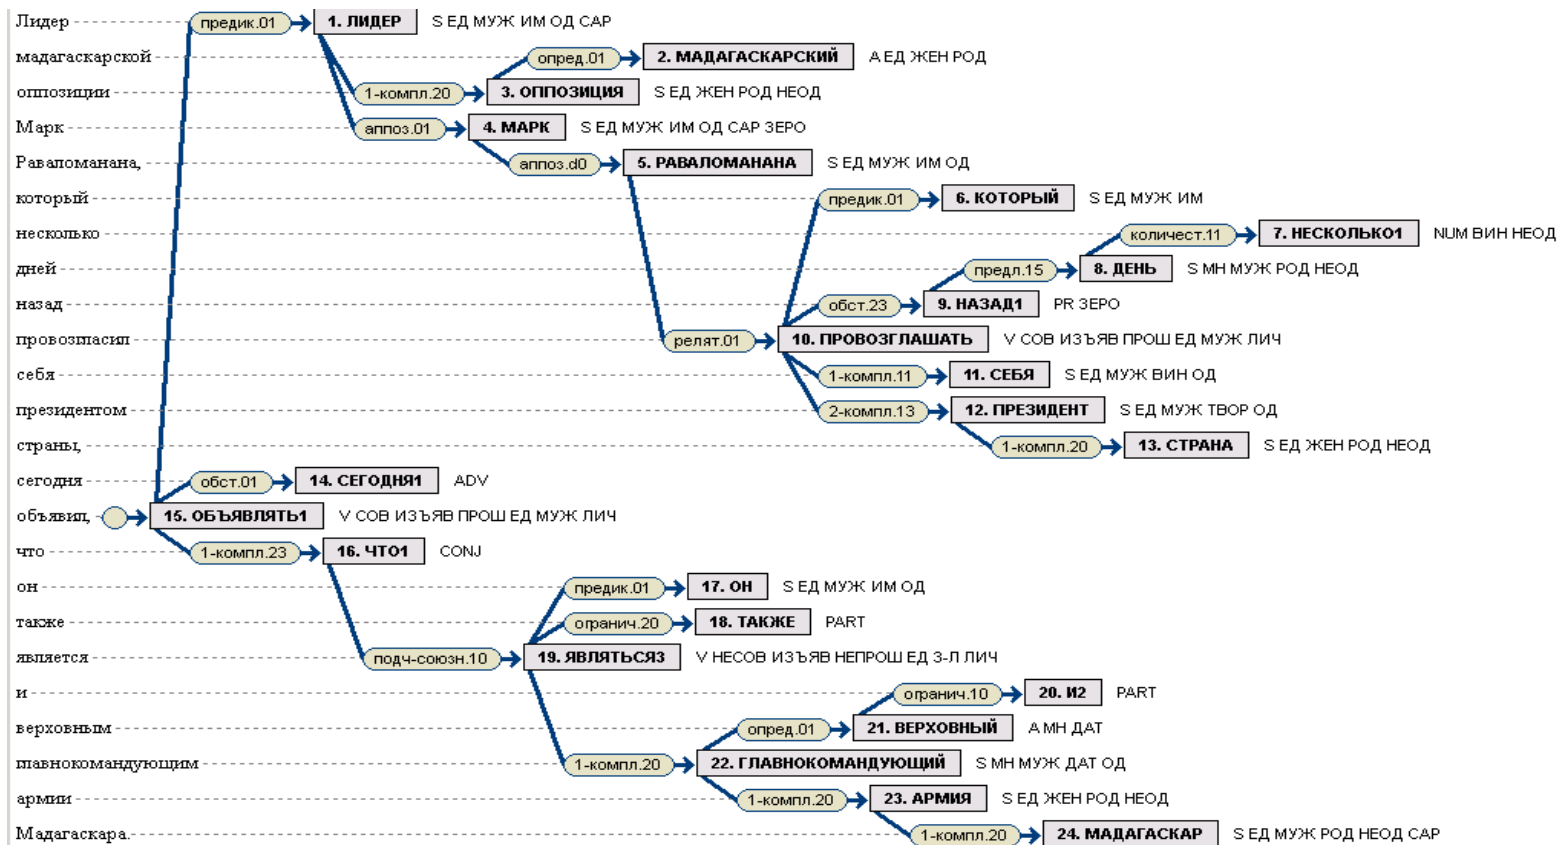 Лидер предик.01 1. ЛИДЕР S ЕД МУЖ ИМ ОД САР
мадагаскарской опред.01 2. МАДАГАСКАРСКИЙ A ЕД ЖЕН РОД
оппозиции 1-компл.20 3. ОППОЗИЦИЯ S ЕД ЖЕН РОД НЕОД
Марк аппоз.01 4. МАРК S ЕД МУЖ ИМ ОД САР ЗЕРО
Раваломанана, аппоз.d0 5. РАВАЛОМАНАНА S ЕД МУЖ ИМ ОД
который предик.01 6. КОТОРЫЙ S ЕД МУЖ ИМ
несколько количест.11 7. НЕСКОЛЬКО1 NUM ВИН НЕОД
дней предл.15 8. ДЕНЬ S МН МУЖ РОД НЕОД
назад обст.23 9. НАЗАД1 PR ЗЕРО
провозгласил релят.01 10. ПРОВОЗГЛАШАТЬ V СОВ ИЗЪЯВ ПРОШ ЕД МУЖ ЛИЧ
себя 1-компл.11 11. СЕБЯ S ЕД МУЖ ВИН ОД
президентом 2-компл.13 12. ПРЕЗИДЕНТ S ЕД МУЖ ТВОР ОД
страны, 1-компл.20 13. СТРАНА S ЕД ЖЕН РОД НЕОД
сегодня обст.01 14. СЕГОДНЯ1 ADV
объявил, 15. ОБЪЯВЛЯТЬ1 V СОВ ИЗЪЯВ ПРОШ ЕД МУЖ ЛИЧ
что 1-компл.23 16. ЧТО1 CONJ
он предик.01 17. ОН S ЕД МУЖ ИМ ОД
также огранич.20 18. ТАКЖЕ PART
является подч-союзн.10 19. ЯВЛЯТЬСЯ3 V НЕСОВ ИЗЪЯВ НЕПРОШ ЕД 3-Л ЛИЧ
и огранич.10 20. И2 PART
верховным опред.01 21. ВЕРХОВНЫЙ A МН ДАТ
главнокомандующим 1-компл.20 22. ГЛАВНОКОМАНДУЮЩИЙ S МН МУЖ ДАТ ОД
армии 1-компл.20 23. АРМИЯ S ЕД ЖЕН РОД НЕОД
Мадагаскара. 1-компл.20 24. МАДАГАСКАР S ЕД МУЖ РОД НЕОД САР